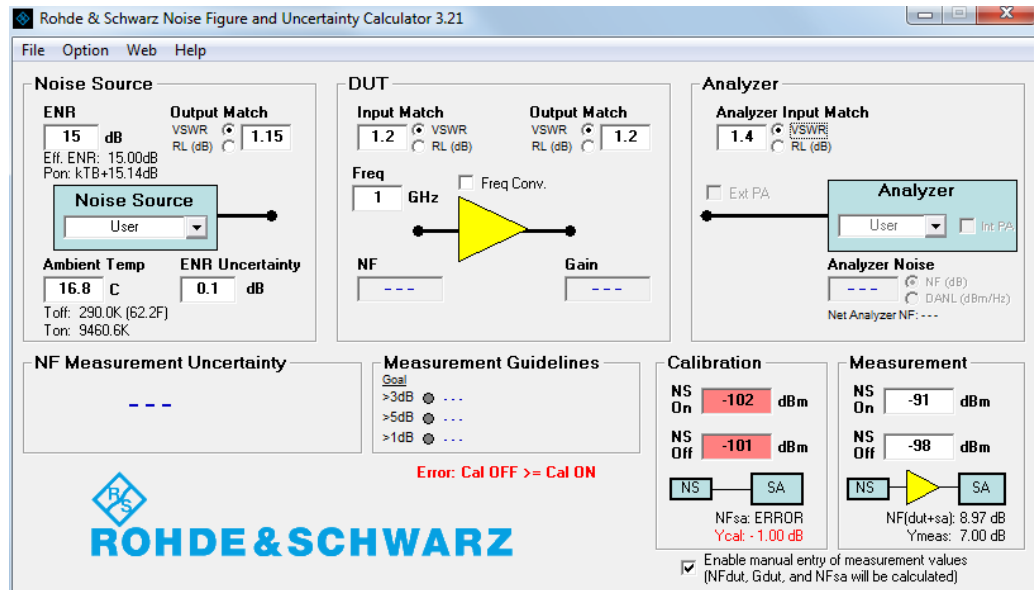 Rohde & Schwarz Noise Figure and Uncertainty Calculator 3.21
File Option Web Help
Noise Source
ENR
15 dB
Output Match
VSWR
RL (dB)
1.15
Eff. ENR: 15.00dB
Pon: kTB+15.14dB
Noise Source
User
Ambient Temp
16.8 C
ENR Uncertainty
0.1 dB
Toff: 290.0K (62.2F)
Ton: 9460.6K
DUT
Input Match
1.2 VSWR
RL (dB)
Output Match
VSWR
RL (dB)
1.2
Freq
1 GHz
Freq Conv.
NF
---
Gain
---
Analyzer
Analyzer Input Match
1.4 VSWR
RL (dB)
Ext PA
Analyzer
User
Int PA
Analyzer Noise
---
NF (dB)
DANL (dBm/Hz)
Net Analyzer NF: ---
NF Measurement Uncertainty
---
Measurement Guidelines
Goal
>3dB ---
>5dB ---
>1dB ---
Error: Cal OFF >= Cal ON
R&S
ROHDE & SCHWARZ
Calibration
NS On -102 dBm
NS Off -101 dBm
NS SA
NFsa: ERROR
Ycal: - 1.00 dB
Measurement
NS On -91 dBm
NS Off -98 dBm
NS SA
NF(dut+sa): 8.97 dB
Ymeas: 7.00 dB
Enable manual entry of measurement values
(NFdut, Gdut, and NFsa will be calculated)